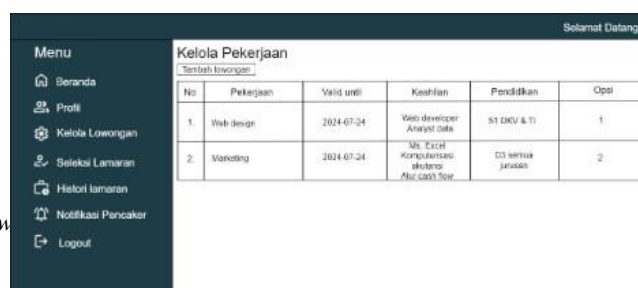 Selamat Datang
Menu
Beranda
Profil
Kelola Lowongan
Seleksi Lamaran
Histori lamaran
Notifikasi Pencaker
Logout
Kelola Pekerjaan
Tambah lowongan
No Pekerjaan Valid until Keahlian Pendidikan Opsi
1. Web design 2024-07-24 Web developer S1 DKV & TI 1
Analyst data
2. Marketing 2024-07-24 Ms. Excel D3 semua 2
Komputerisasi jurusan
akutansi
Alur cash flow
w